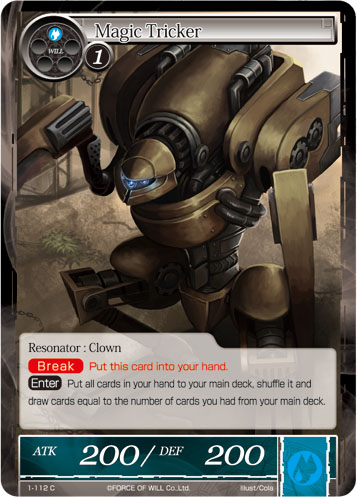 Magic Tricker
WILL
1
Resonator : Clown
Break Put this card into your hand.
Enter Put all cards in your hand to your main deck, shuffle it and
draw cards equal to the number of cards you had from your main deck.
ATK 200 / DEF 200
1-112 C ©FORCE OF WILL Co.,Ltd. Illust/Cola